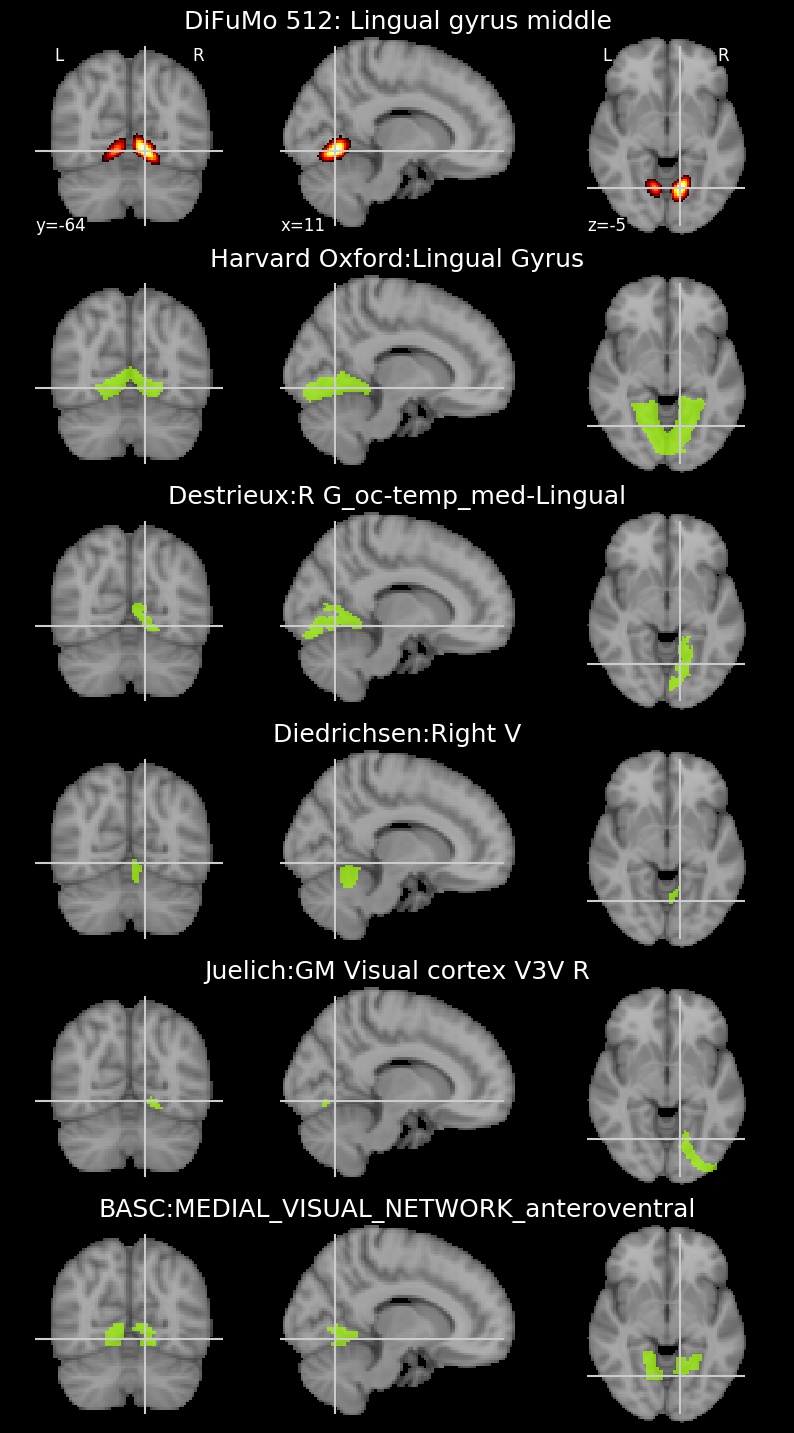 DiFuMo 512: Lingual gyrus middle
L R L R
y=-64 x=11 z=-5
Harvard Oxford:Lingual Gyrus
Destrieux:R G_oc-temp_med-Lingual
Diedrichsen:Right V
Juelich:GM Visual cortex V3V R
BASC:MEDIAL_VISUAL_NETWORK_anteroventral